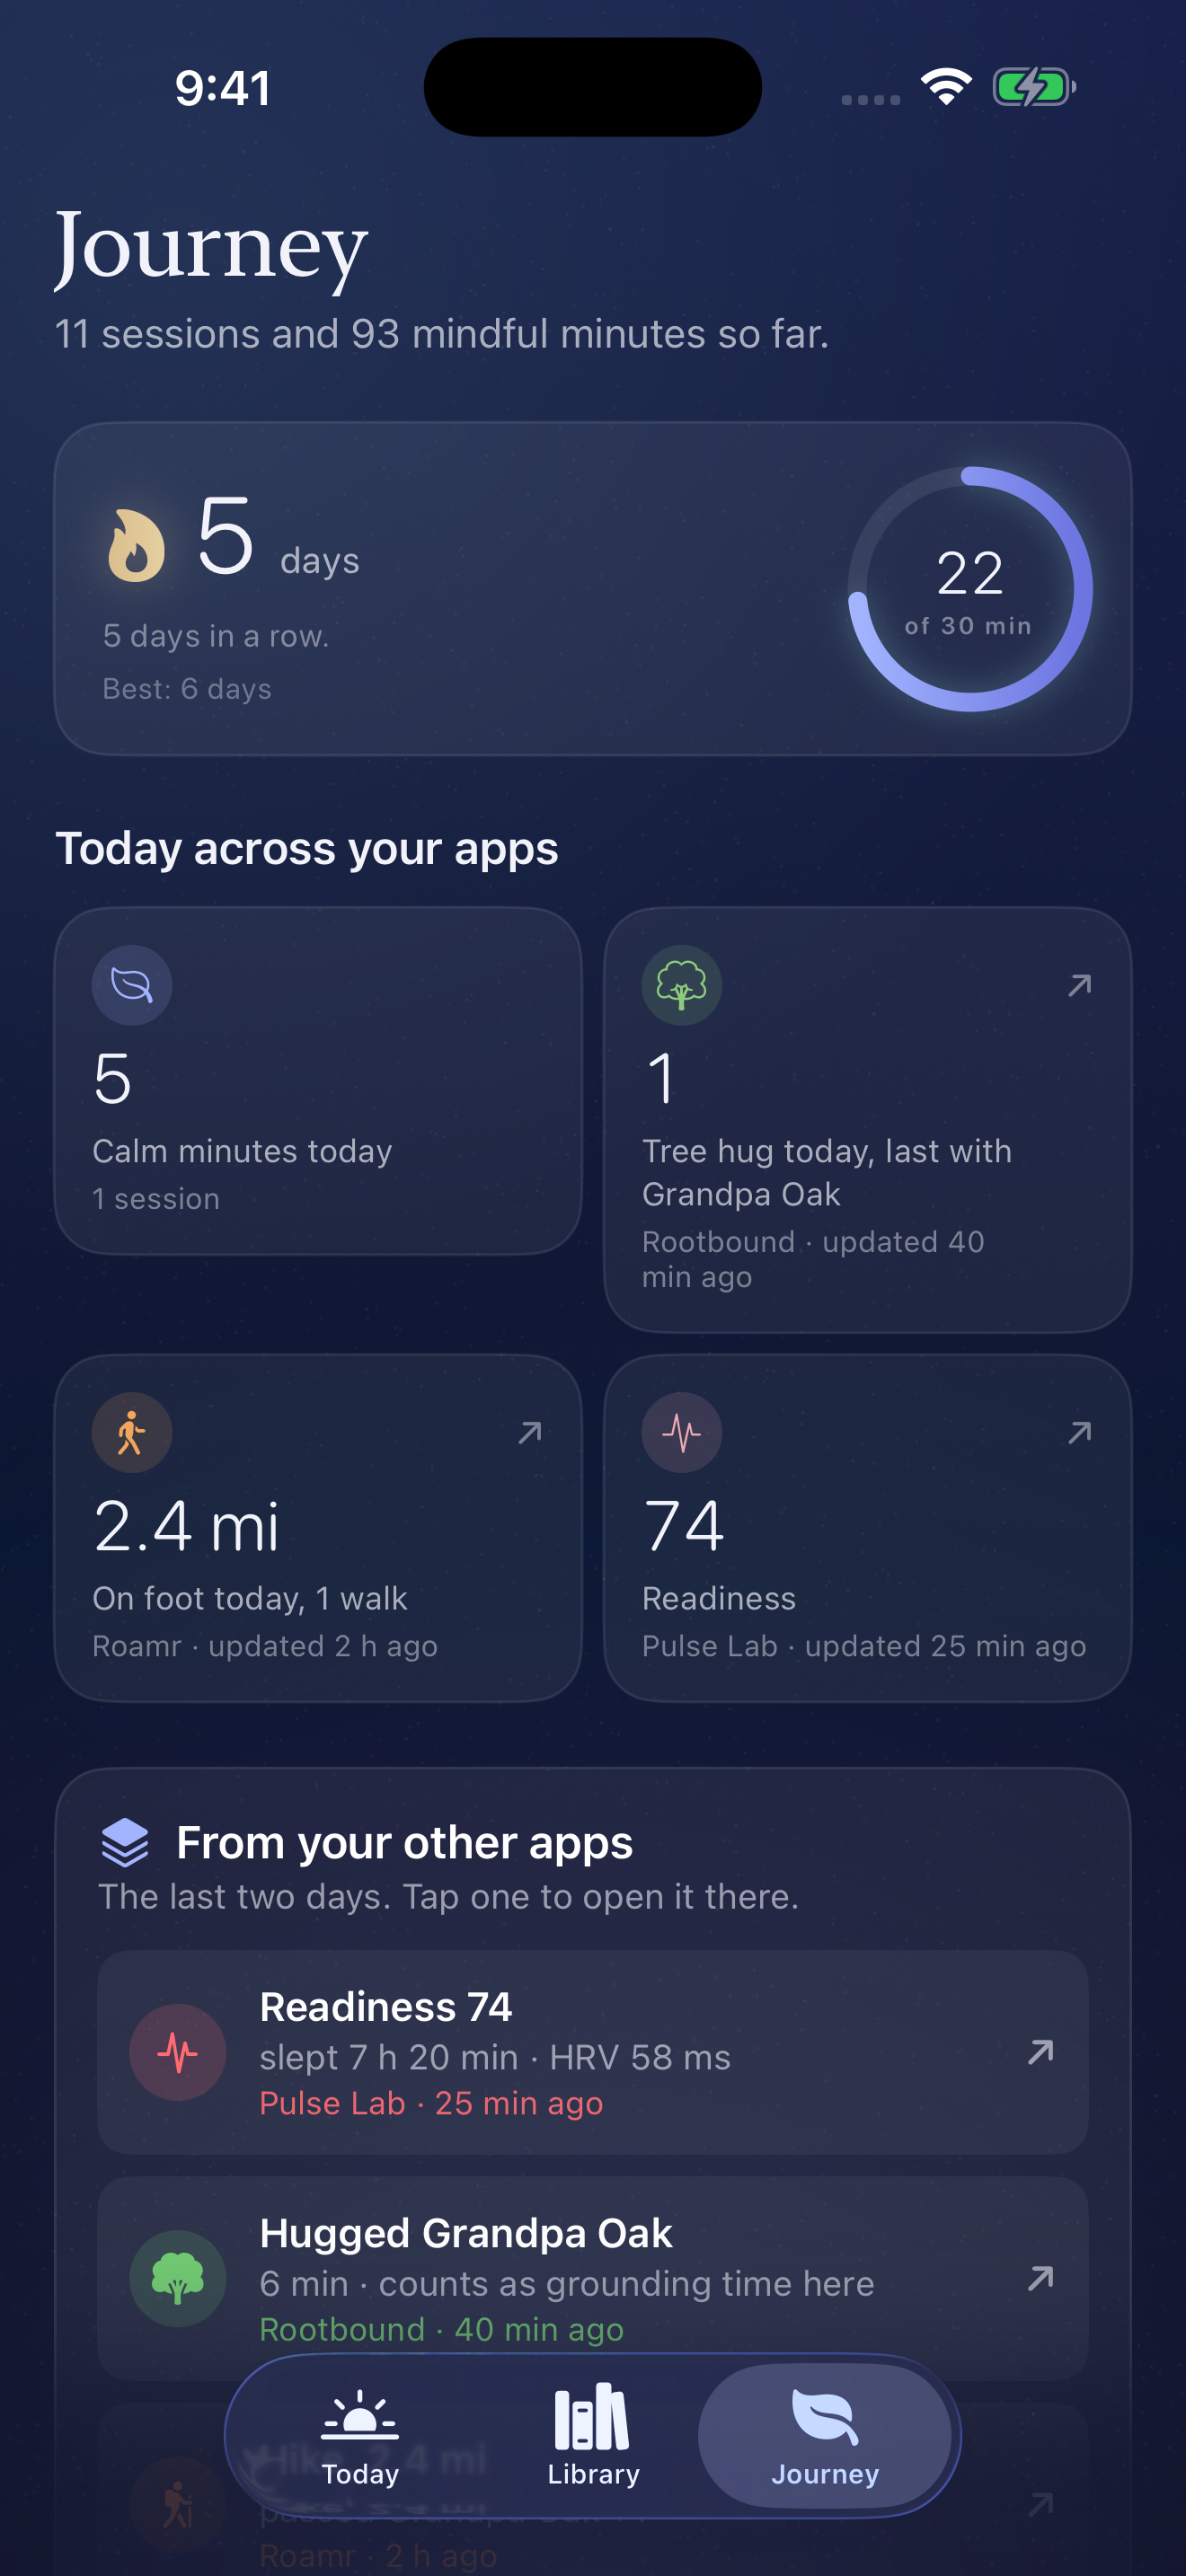 9:41
Journey
11 sessions and 93 mindful minutes so far.
5 days
5 days in a row.
Best: 6 days
22
of 30 min
Today across your apps
5
Calm minutes today
1 session
1
Tree hug today, last with
Grandpa Oak
Rootbound · updated 40
min ago
2.4 mi
On foot today, 1 walk
Roamr · updated 2 h ago
74
Readiness
Pulse Lab · updated 25 min ago
From your other apps
The last two days. Tap one to open it there.
Readiness 74
slept 7 h 20 min · HRV 58 ms
Pulse Lab · 25 min ago
Hugged Grandpa Oak
6 min · counts as grounding time here
Rootbound · 40 min ago
Hike, 2.4 mi
Today
Library
Journey
Roamr · 2 h ago